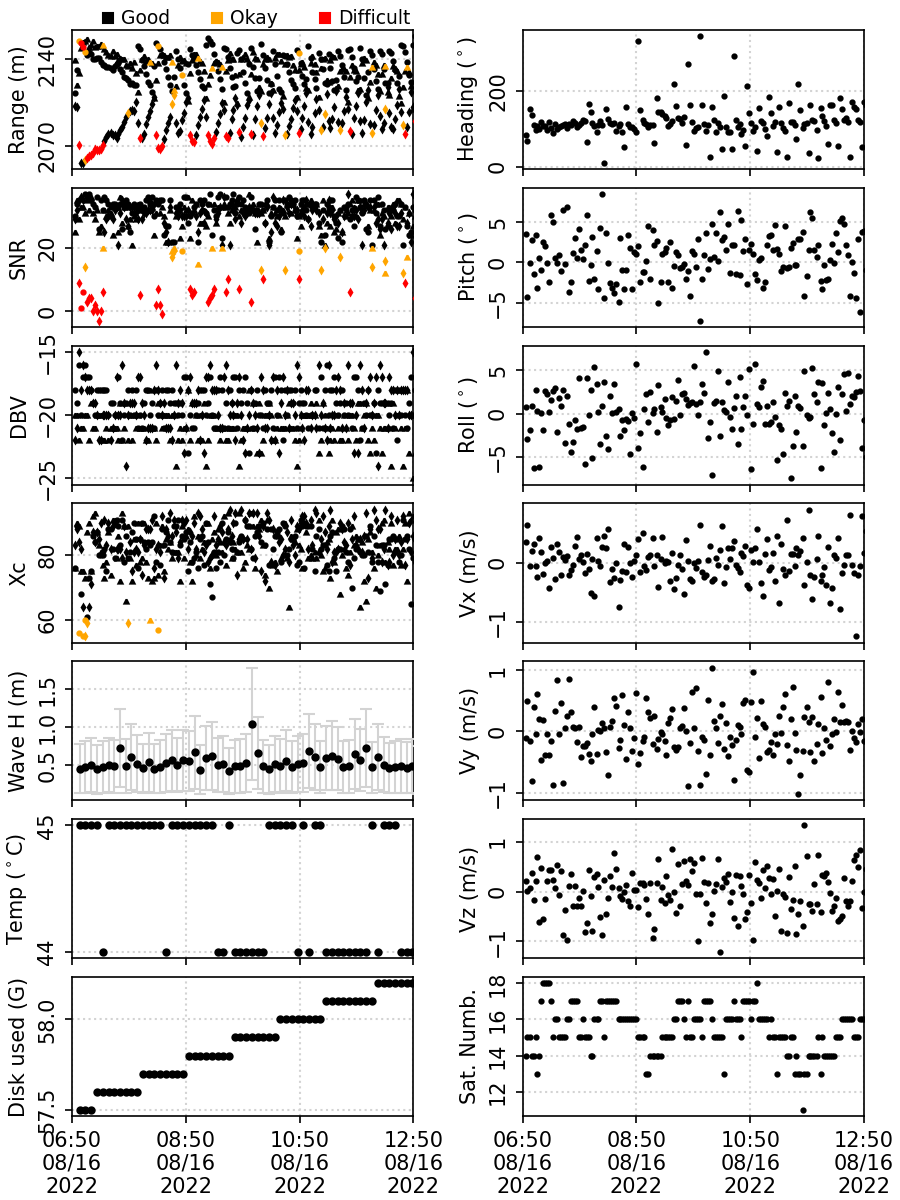 Good Okay Difficult
Range (m)
2140
2070
Heading (°)
200
0
SNR
20
0
Pitch (°)
5
0
−5
DBV
−15
−20
−25
Roll (°)
5
0
−5
Xc
80
60
Vx (m/s)
0
−1
Wave H (m)
1.5
1.0
0.5
Vy (m/s)
1
0
−1
Temp (°C)
45
44
Vz (m/s)
1
0
−1
Disk used (G)
58.0
57.5
Sat. Numb.
18
16
14
12
06:50 08:50 10:50 12:50
08/16 08/16 08/16 08/16
2022 2022 2022 2022
06:50 08:50 10:50 12:50
08/16 08/16 08/16 08/16
2022 2022 2022 2022